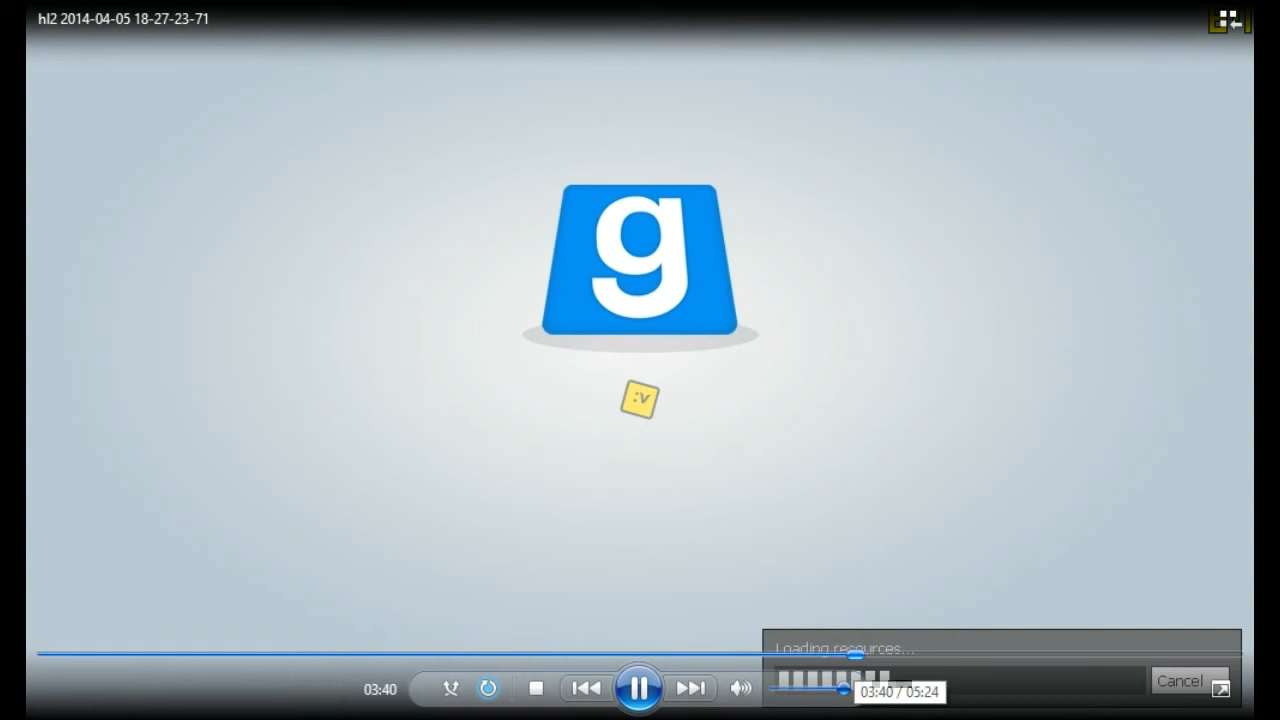 hl2 2014-04-05 18-27-23-71
g
:v
Loading resources...
03:40
03:40 / 05:24
Cancel